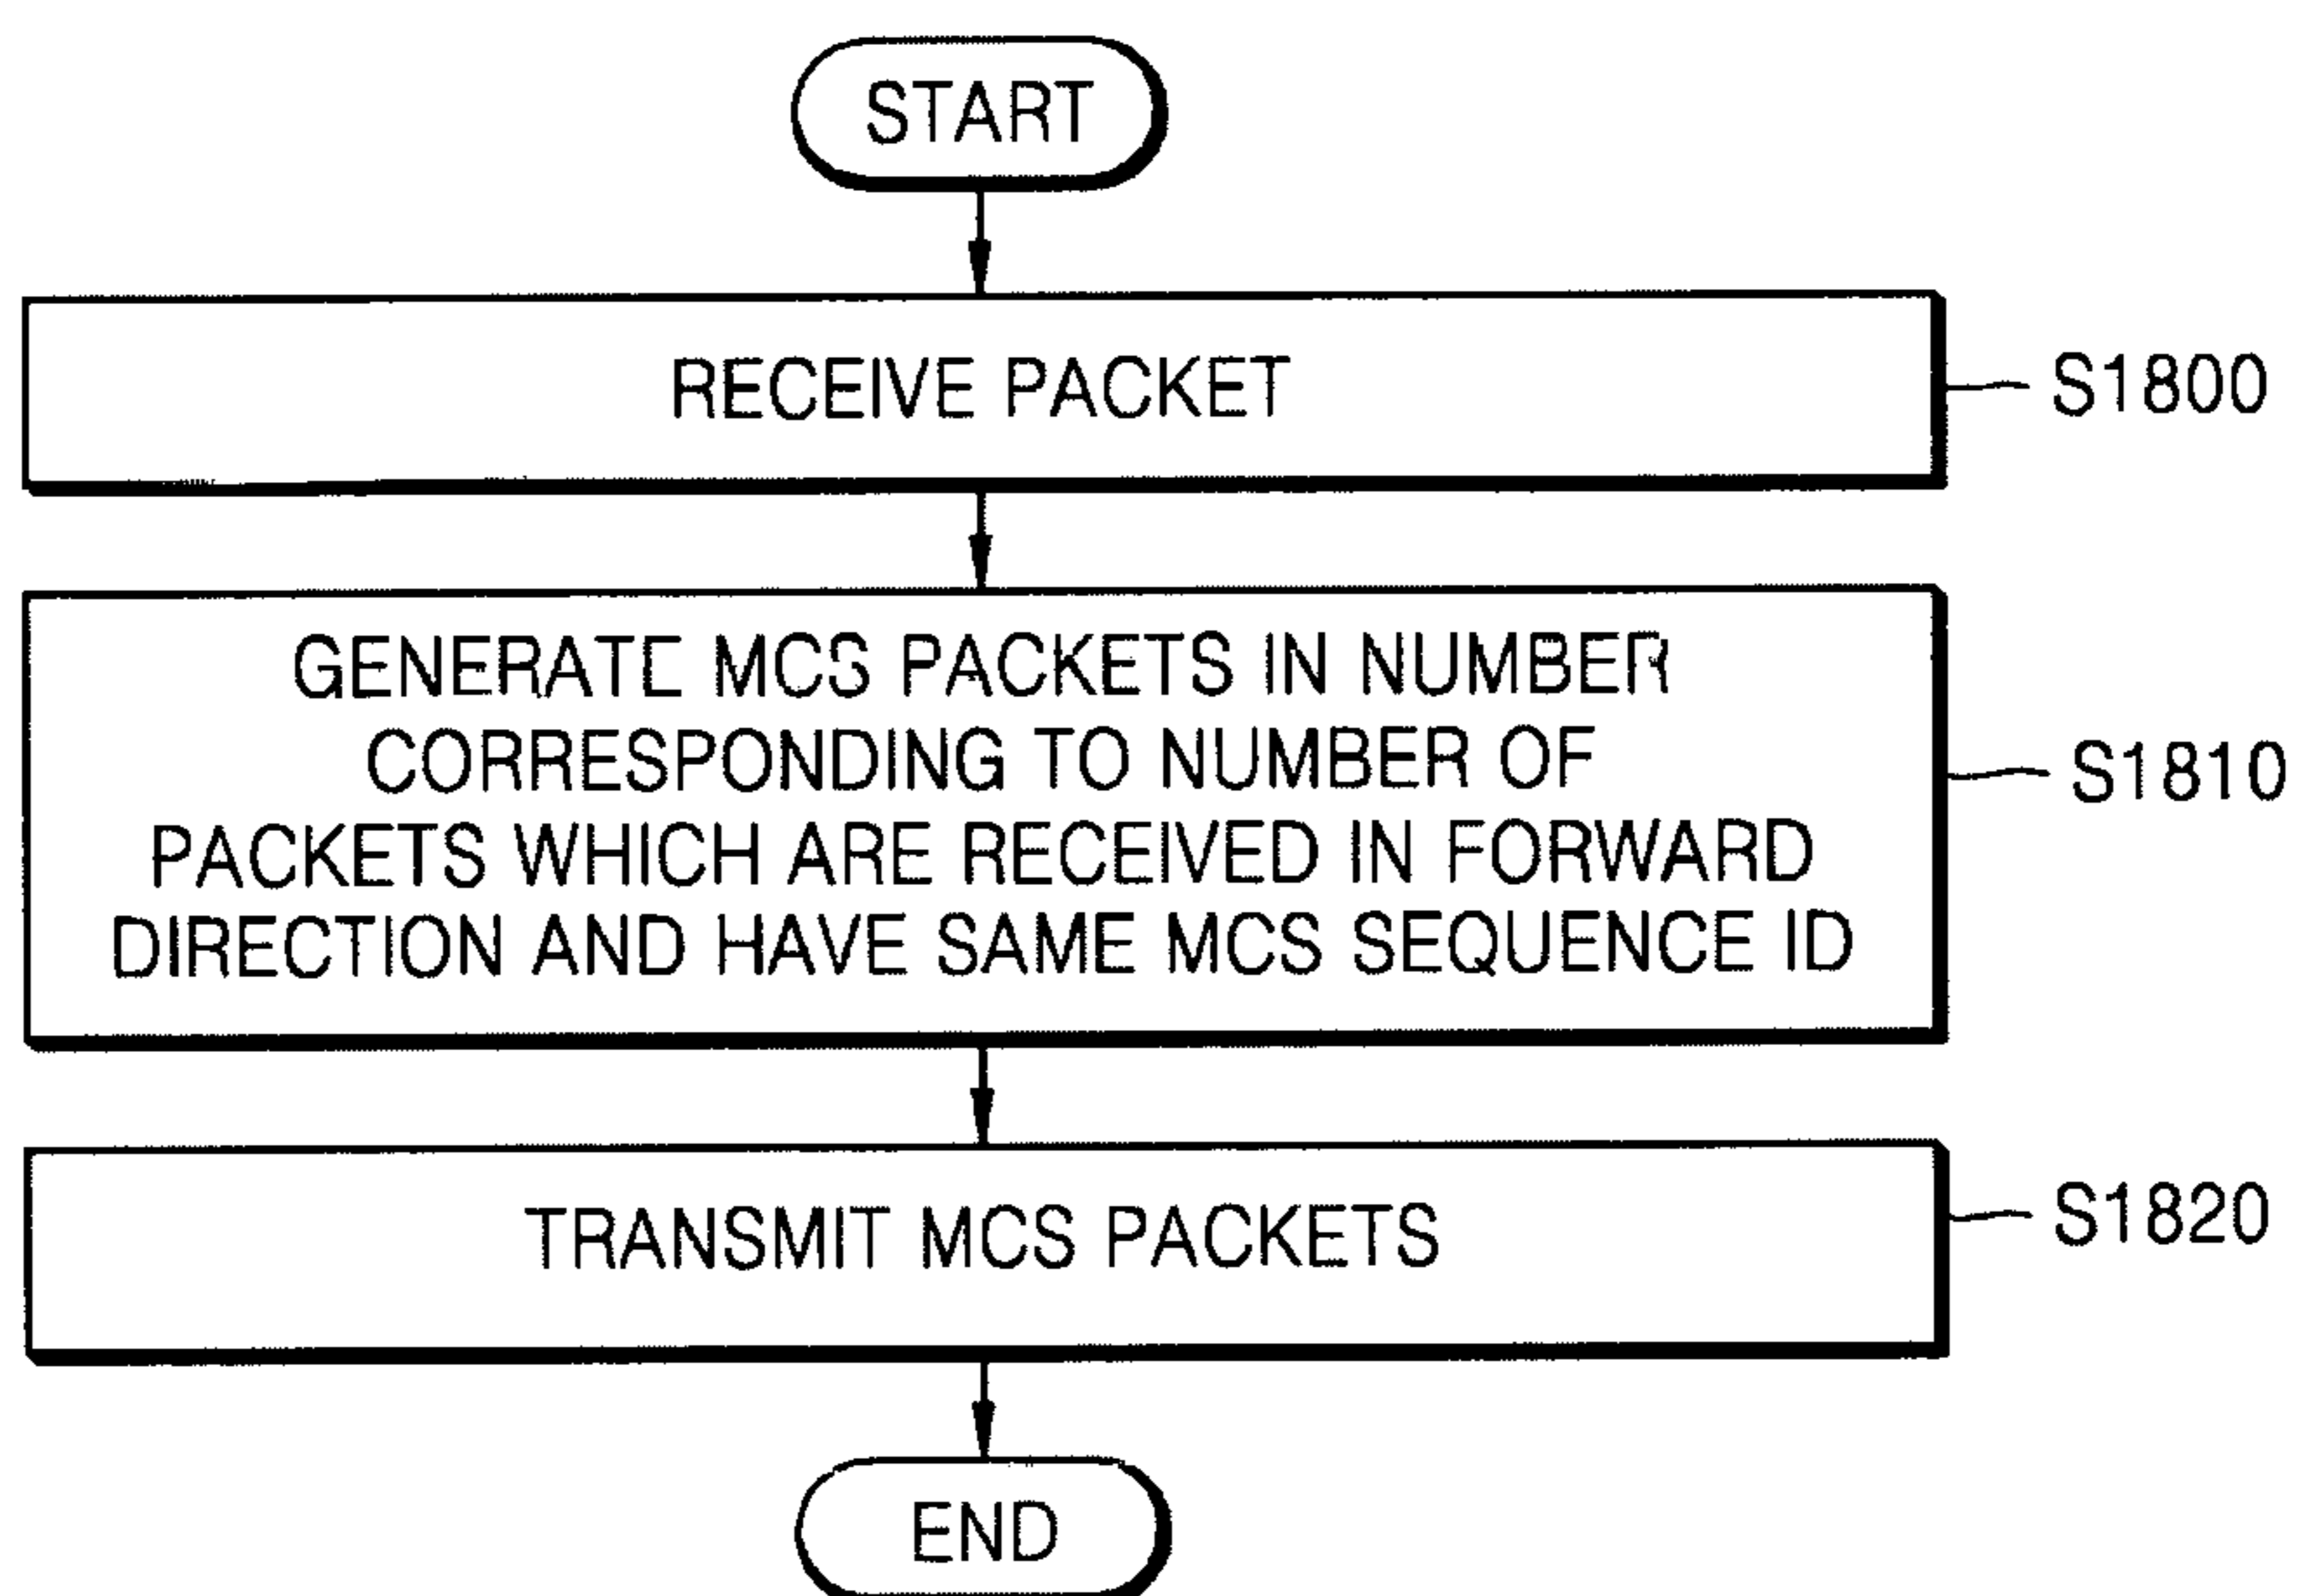 START
RECEIVE PACKET
S1800
GENERATE MCS PACKETS IN NUMBER
CORRESPONDING TO NUMBER OF
PACKETS WHICH ARE RECEIVED IN FORWARD
DIRECTION AND HAVE SAME MCS SEQUENCE ID
S1810
TRANSMIT MCS PACKETS
S1820
END